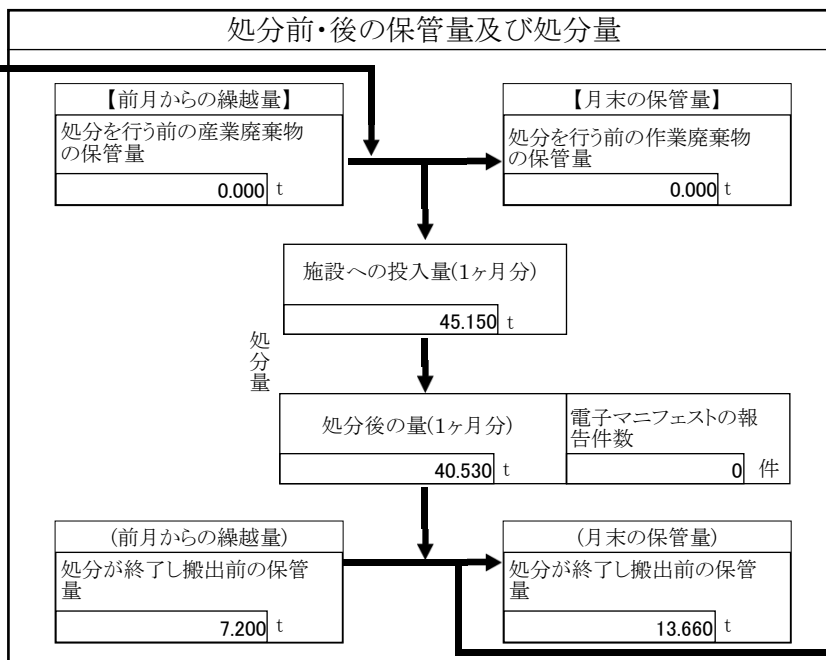 処分前・後の保管量及び処分量
【前月からの繰越量】
処分を行う前の産業廃棄物
の保管量
0.000 t
【月末の保管量】
処分を行う前の作業廃棄物
の保管量
0.000 t
施設への投入量(1ヶ月分)
45.150 t
処分量
処分後の量(1ヶ月分)
40.530 t
電子マニフェストの報
告件数
0 件
(前月からの繰越量)
処分が終了し搬出前の保管
量
7.200 t
(月末の保管量)
処分が終了し搬出前の保管
量
13.660 t